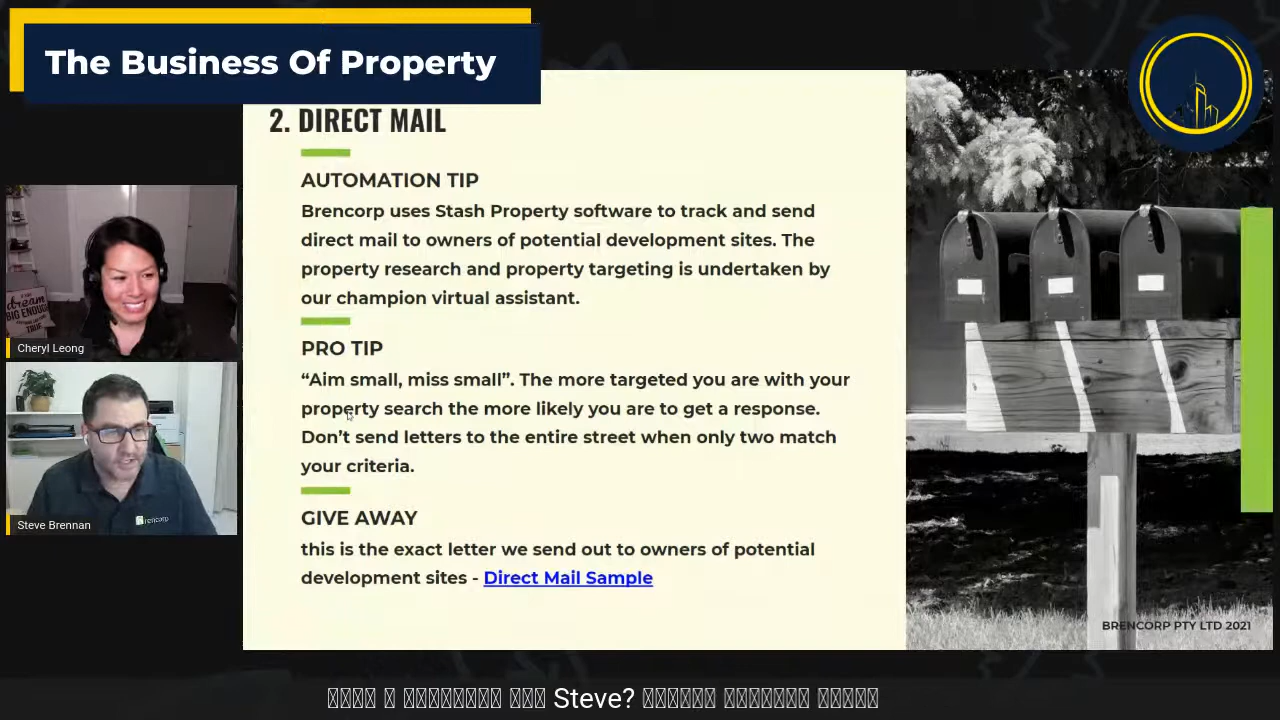 The Business Of Property
2. DIRECT MAIL
AUTOMATION TIP
Brencorp uses Stash Property software to track and send
direct mail to owners of potential development sites. The
property research and property targeting is undertaken by
our champion virtual assistant.
PRO TIP
“Aim small, miss small”. The more targeted you are with your
property search the more likely you are to get a response.
Don’t send letters to the entire street when only two match
your criteria.
GIVE AWAY
this is the exact letter we send out to owners of potential
development sites - Direct Mail Sample
BRENCORP PTY LTD 2021
dream
BIG ENOUGH
Cheryl Leong
brencorp
Steve Brennan
Steve?